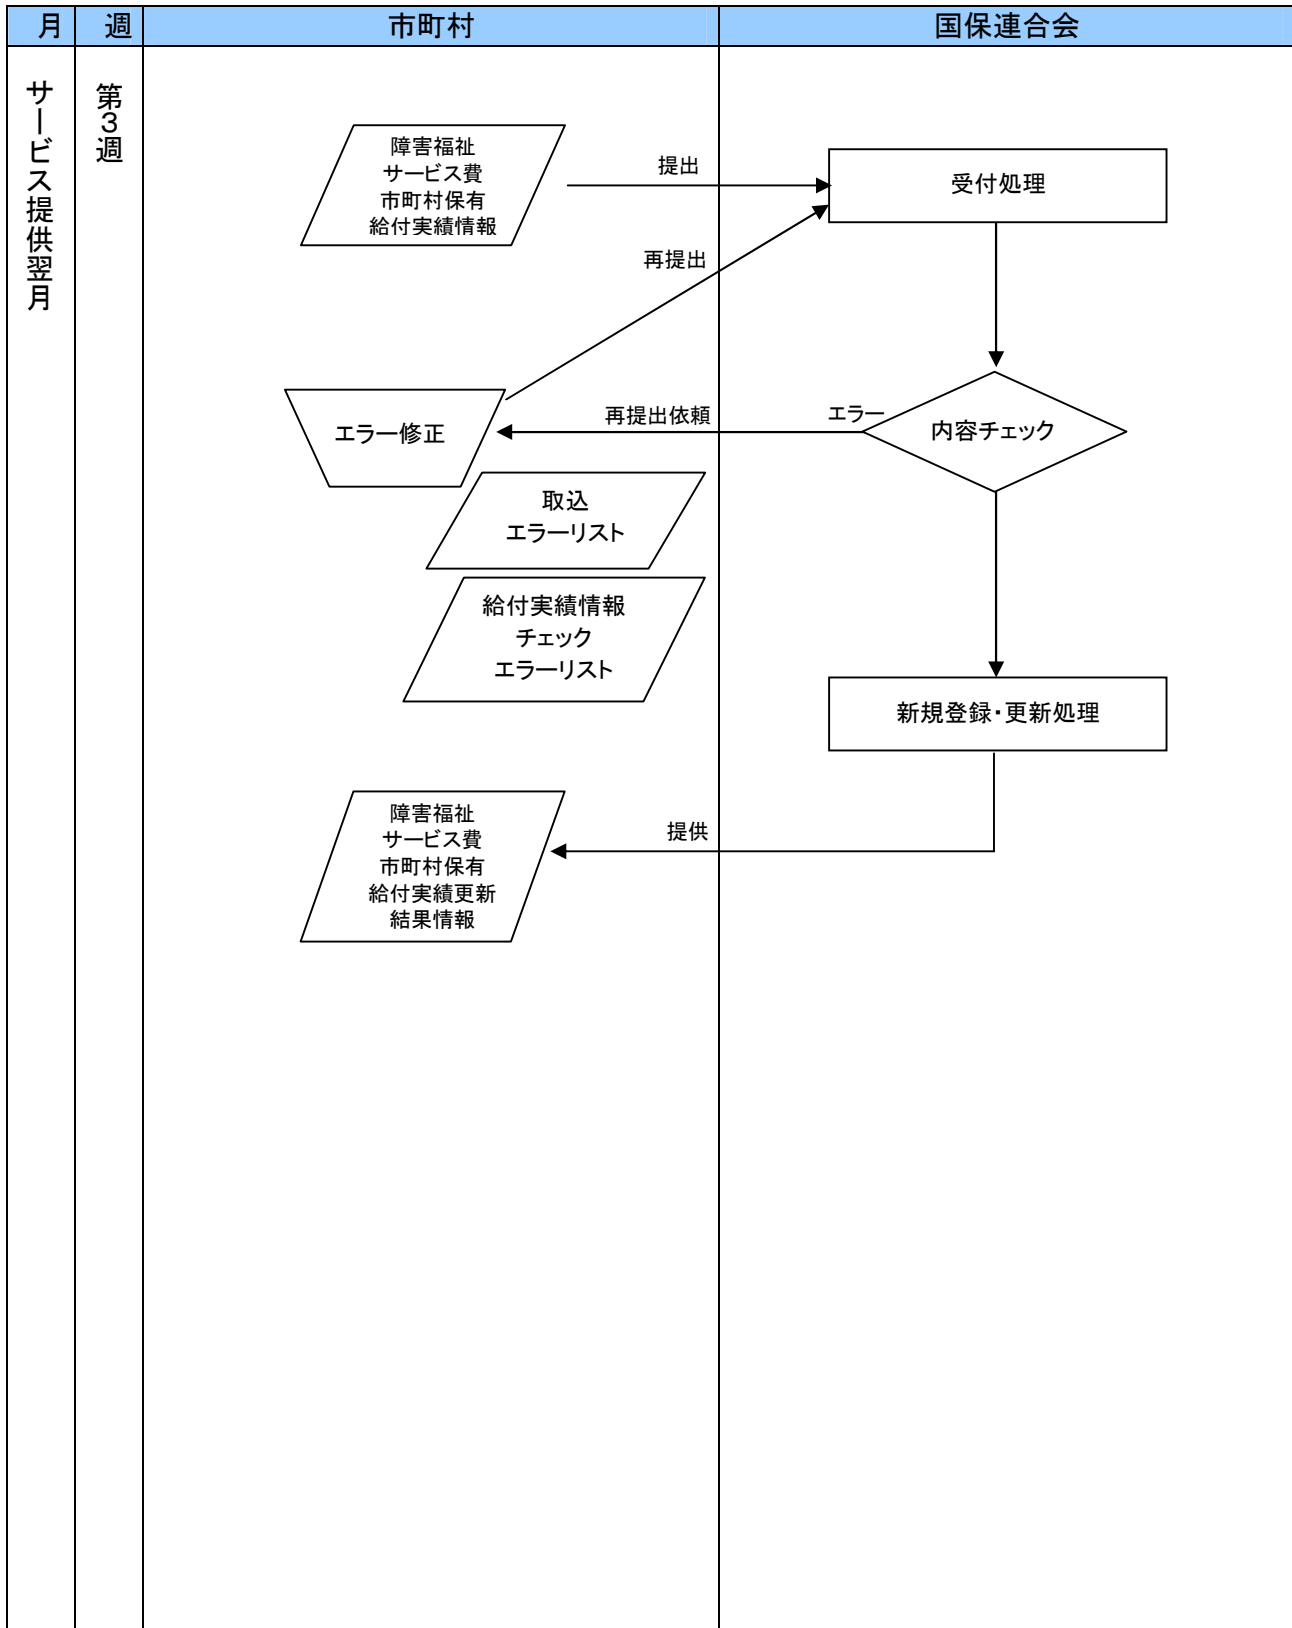 月 週 市町村 国保連合会
サービス提供翌月
第3週
障害福祉
サービス費
市町村保有
給付実績情報
提出
受付処理
再提出
エラー修正
再提出依頼
エラー
内容チェック
取込
エラーリスト
給付実績情報
チェック
エラーリスト
新規登録・更新処理
障害福祉
サービス費
市町村保有
給付実績更新
結果情報
提供